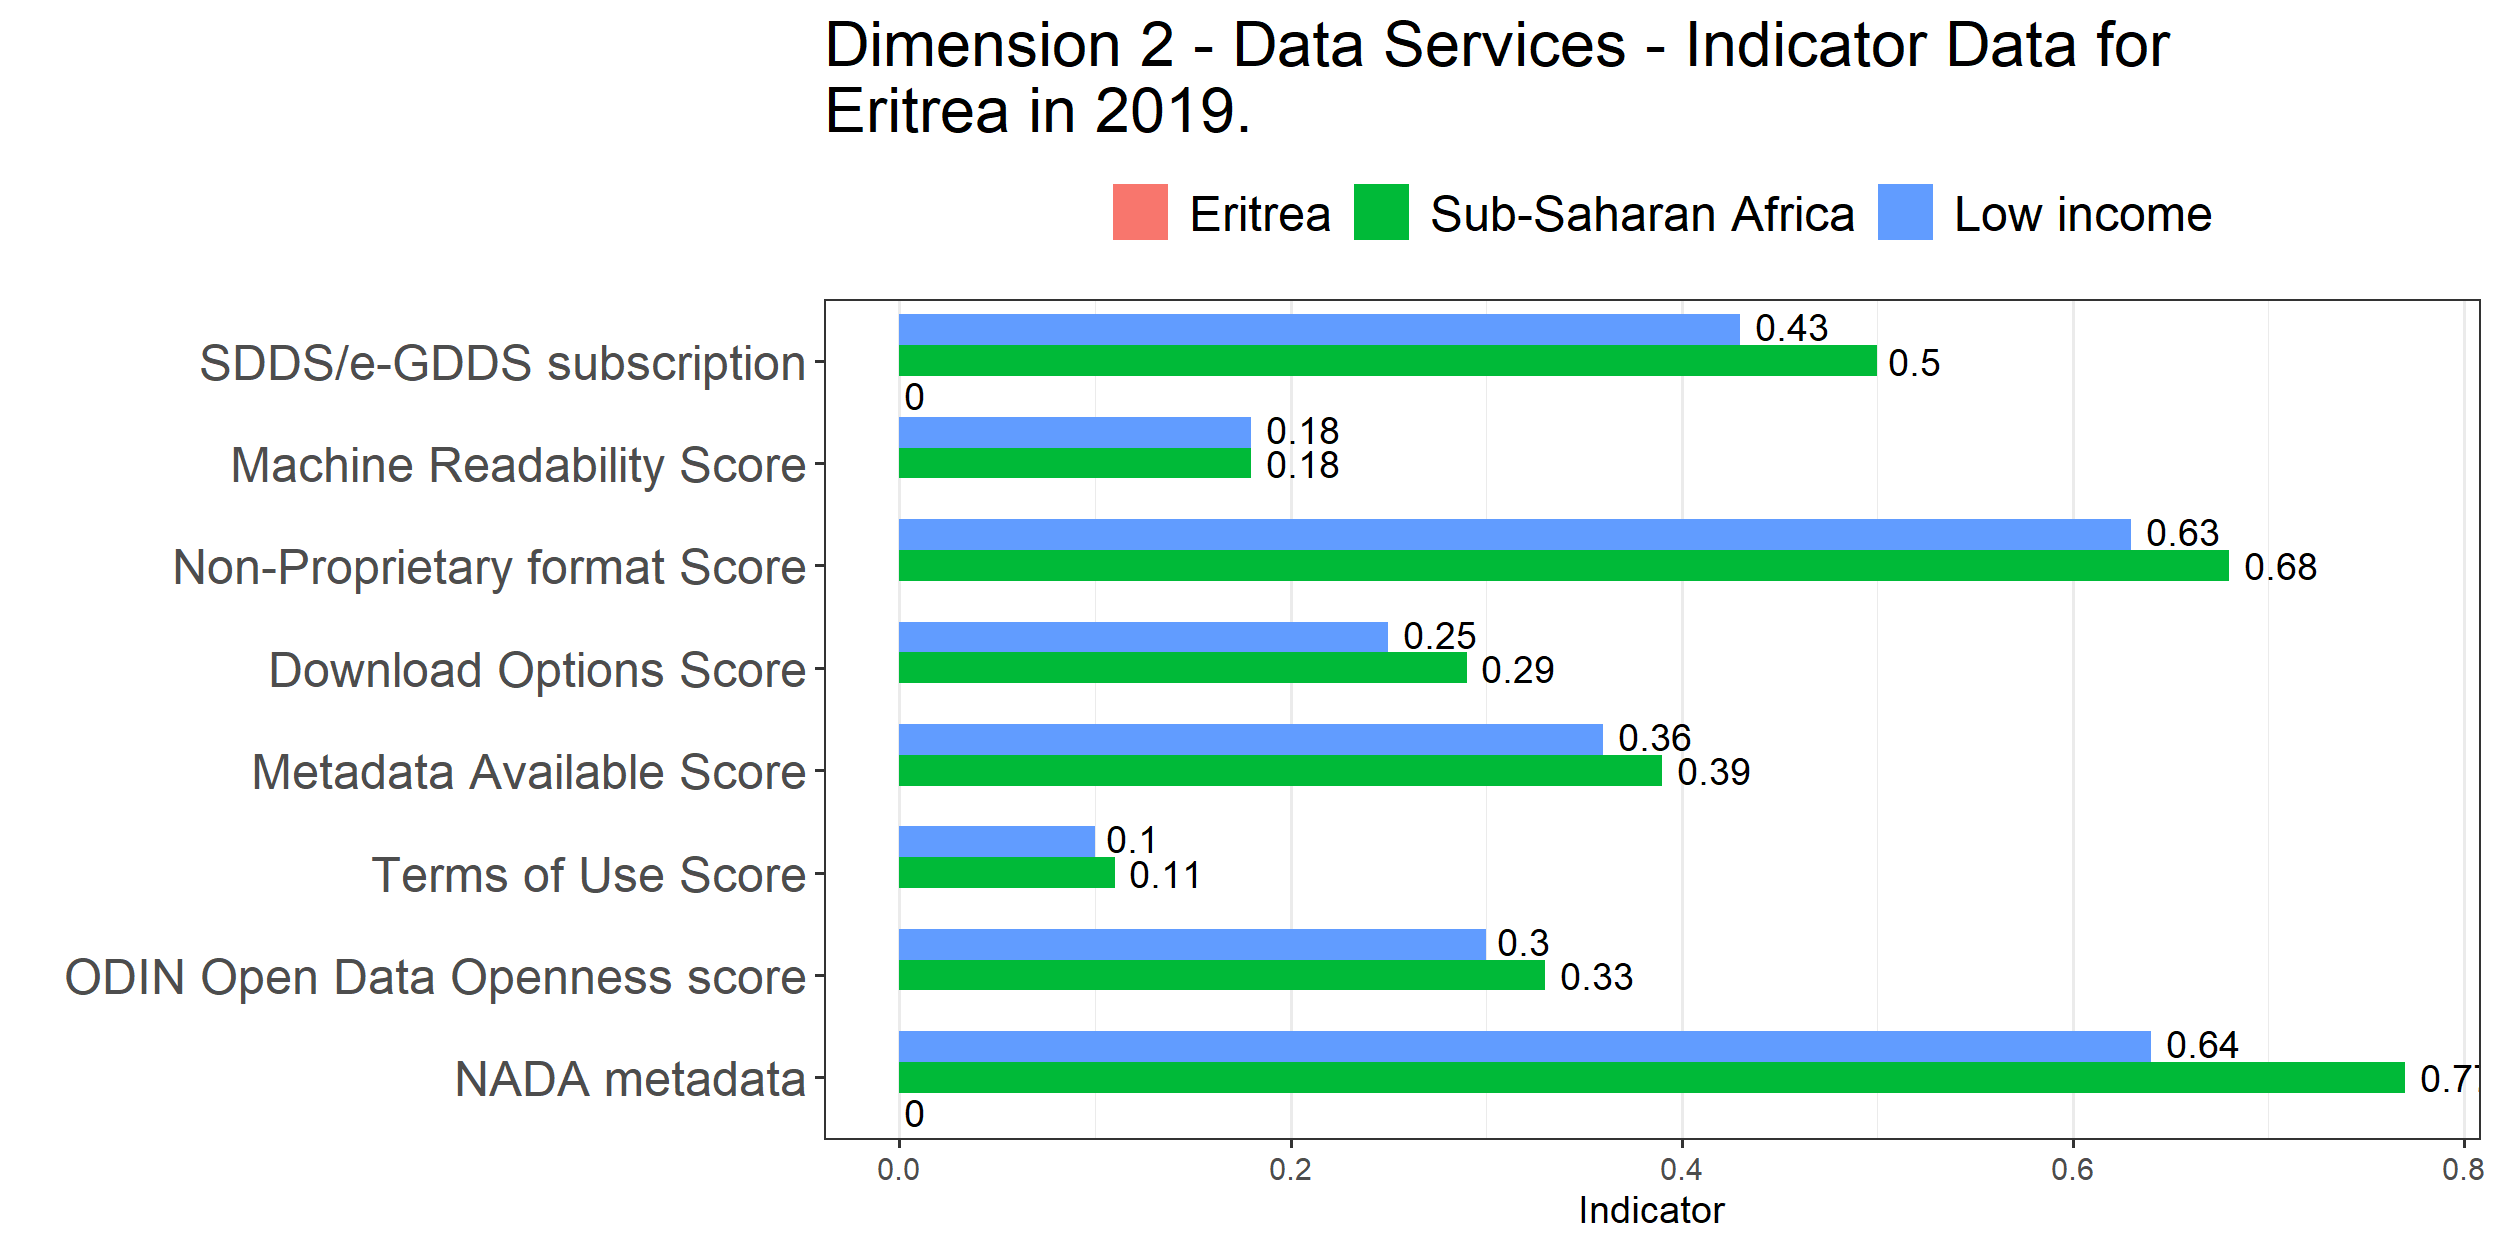 Dimension 2 - Data Services - Indicator Data for
Eritrea in 2019.
Eritrea Sub-Saharan Africa Low income
SDDS/e-GDDS subscription
0.43
0.5
0
Machine Readability Score
0.18
0.18
Non-Proprietary format Score
0.63
0.68
Download Options Score
0.25
0.29
Metadata Available Score
0.36
0.39
Terms of Use Score
0.1
0.11
ODIN Open Data Openness score
0.3
0.33
NADA metadata
0.64
0.77
0
0.0 0.2 0.4 0.6 0.8
Indicator